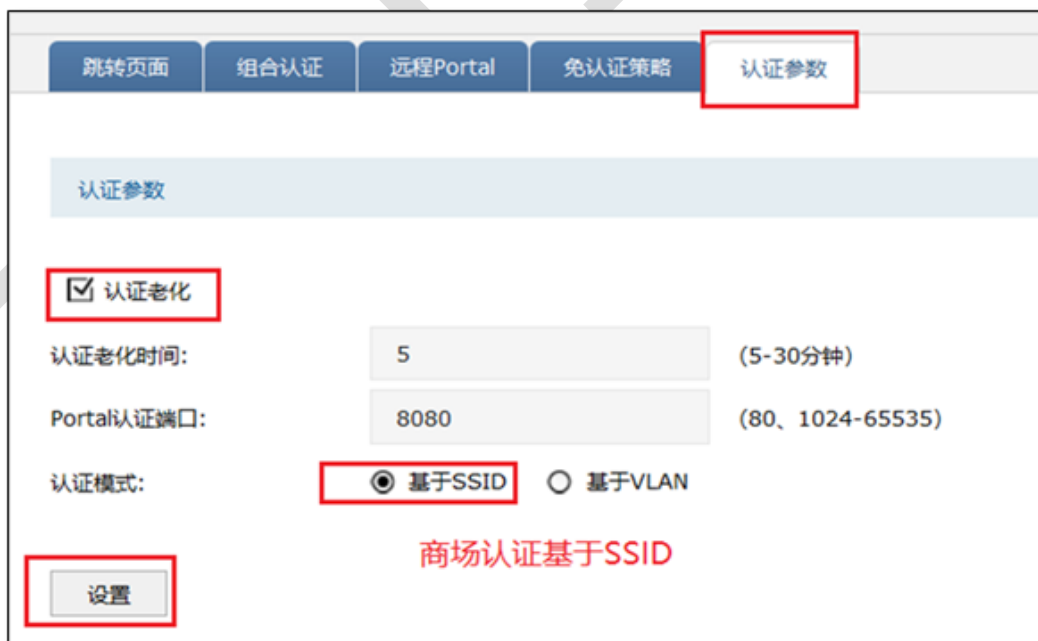 跳转页面 组合认证 远程Portal 免认证策略 认证参数
认证参数
认证老化
认证老化时间: 5 (5-30分钟)
Portal认证端口: 8080 (80、1024-65535)
认证模式: 基于SSID 基于VLAN
商场认证基于SSID
设置